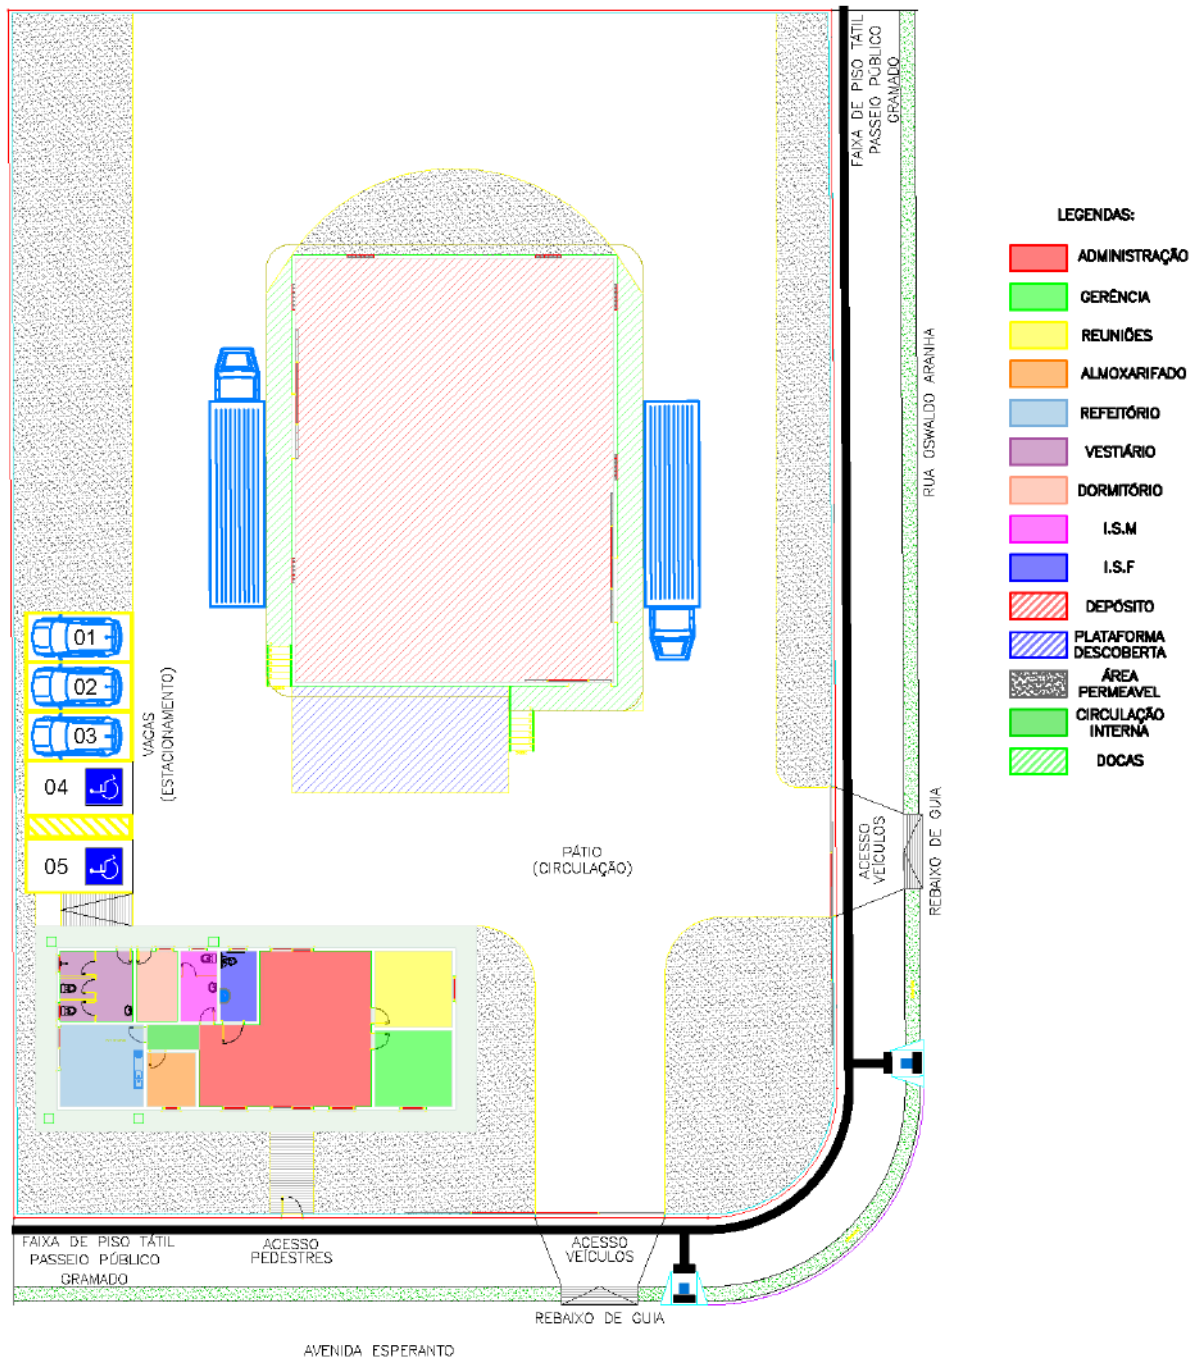 FAIXA DE PISO TÁTIL
PASSEIO PÚBLICO
GRAMADO
LEGENDAS:
ADMINISTRAÇÃO
GERÊNCIA
REUNIÕES
ALMOXARIFADO
REFEITÓRIO
VESTIÁRIO
DORMITÓRIO
I.S.M
I.S.F
DEPÓSITO
PLATAFORMA
DESCOBERTA
ÁREA
PERMEAVEL
CIRCULAÇÃO
INTERNA
DOCAS
RUA OSWALDO ARANHA
01
02
03
04
05
VAGAS
(ESTACIONAMENTO)
PÁTIO
(CIRCULAÇÃO)
ACESSO
VEÍCULOS
REBAIXO DE GUIA
FAIXA DE PISO TÁTIL
PASSEIO PÚBLICO
GRAMADO
ACESSO
PEDESTRES
ACESSO
VEÍCULOS
REBAIXO DE GUIA
AVENIDA ESPERANTO